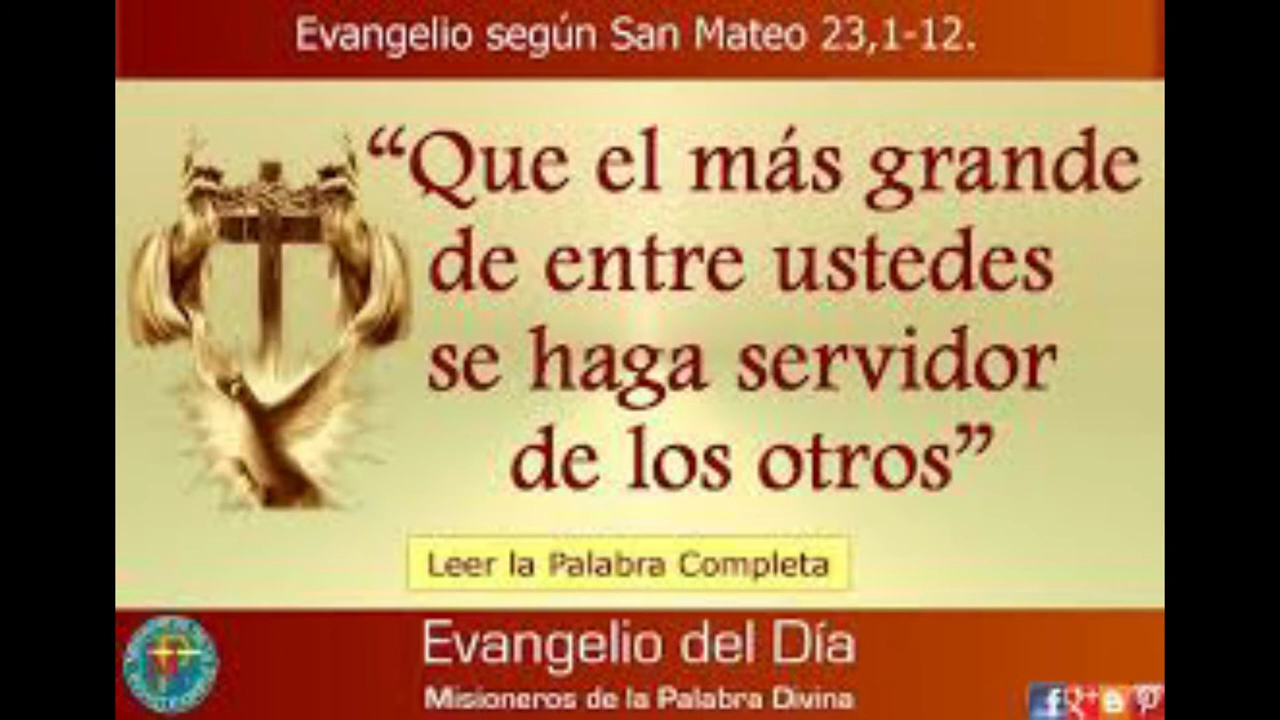 Evangelio según San Mateo 23,1-12.
“Que el más grande
de entre ustedes
se haga servidor
de los otros”
Leer la Palabra Completa
Evangelio del Día
Misioneros de la Palabra Divina